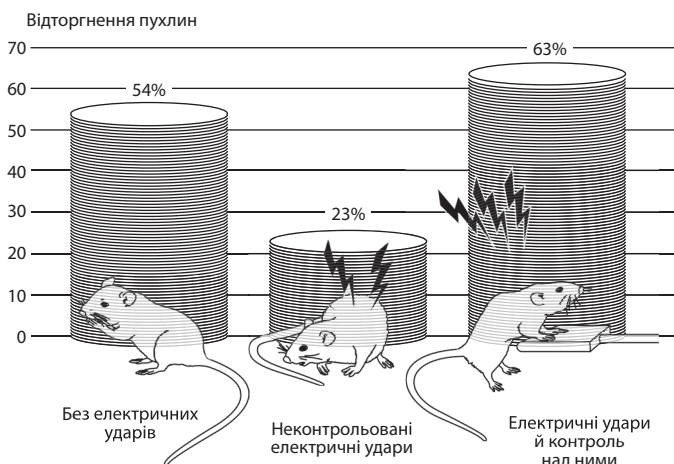 Відторгнення пухлин
70
63%
60
54%
50
40
30
23%
20
10
0
Без електричних
ударів
Неконтрольовані
електричні удари
Електричні удари
й контроль
над ними